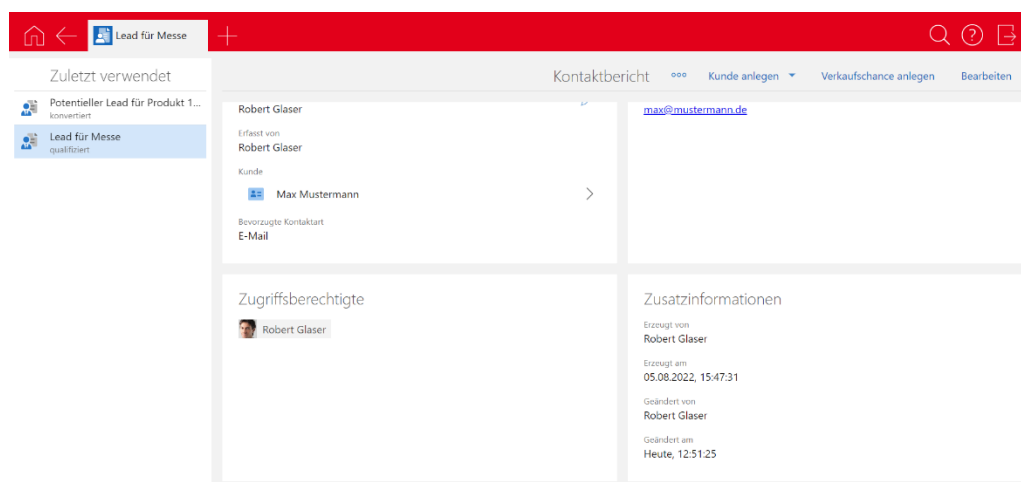 Lead für Messe
Zuletzt verwendet
Kontaktbericht
Kunde anlegen
Verkaufschance anlegen
Bearbeiten
Potentieller Lead für Produkt 1...
konvertiert
Lead für Messe
qualifiziert
Robert Glaser
Erfasst von
Robert Glaser
Kunde
Max Mustermann
Bevorzugte Kontaktart
E-Mail
max@mustermann.de
Zugriffsberechtigte
Robert Glaser
Zusatzinformationen
Erzeugt von
Robert Glaser
Erzeugt am
05.08.2022, 15:47:31
Geändert von
Robert Glaser
Geändert am
Heute, 12:51:25